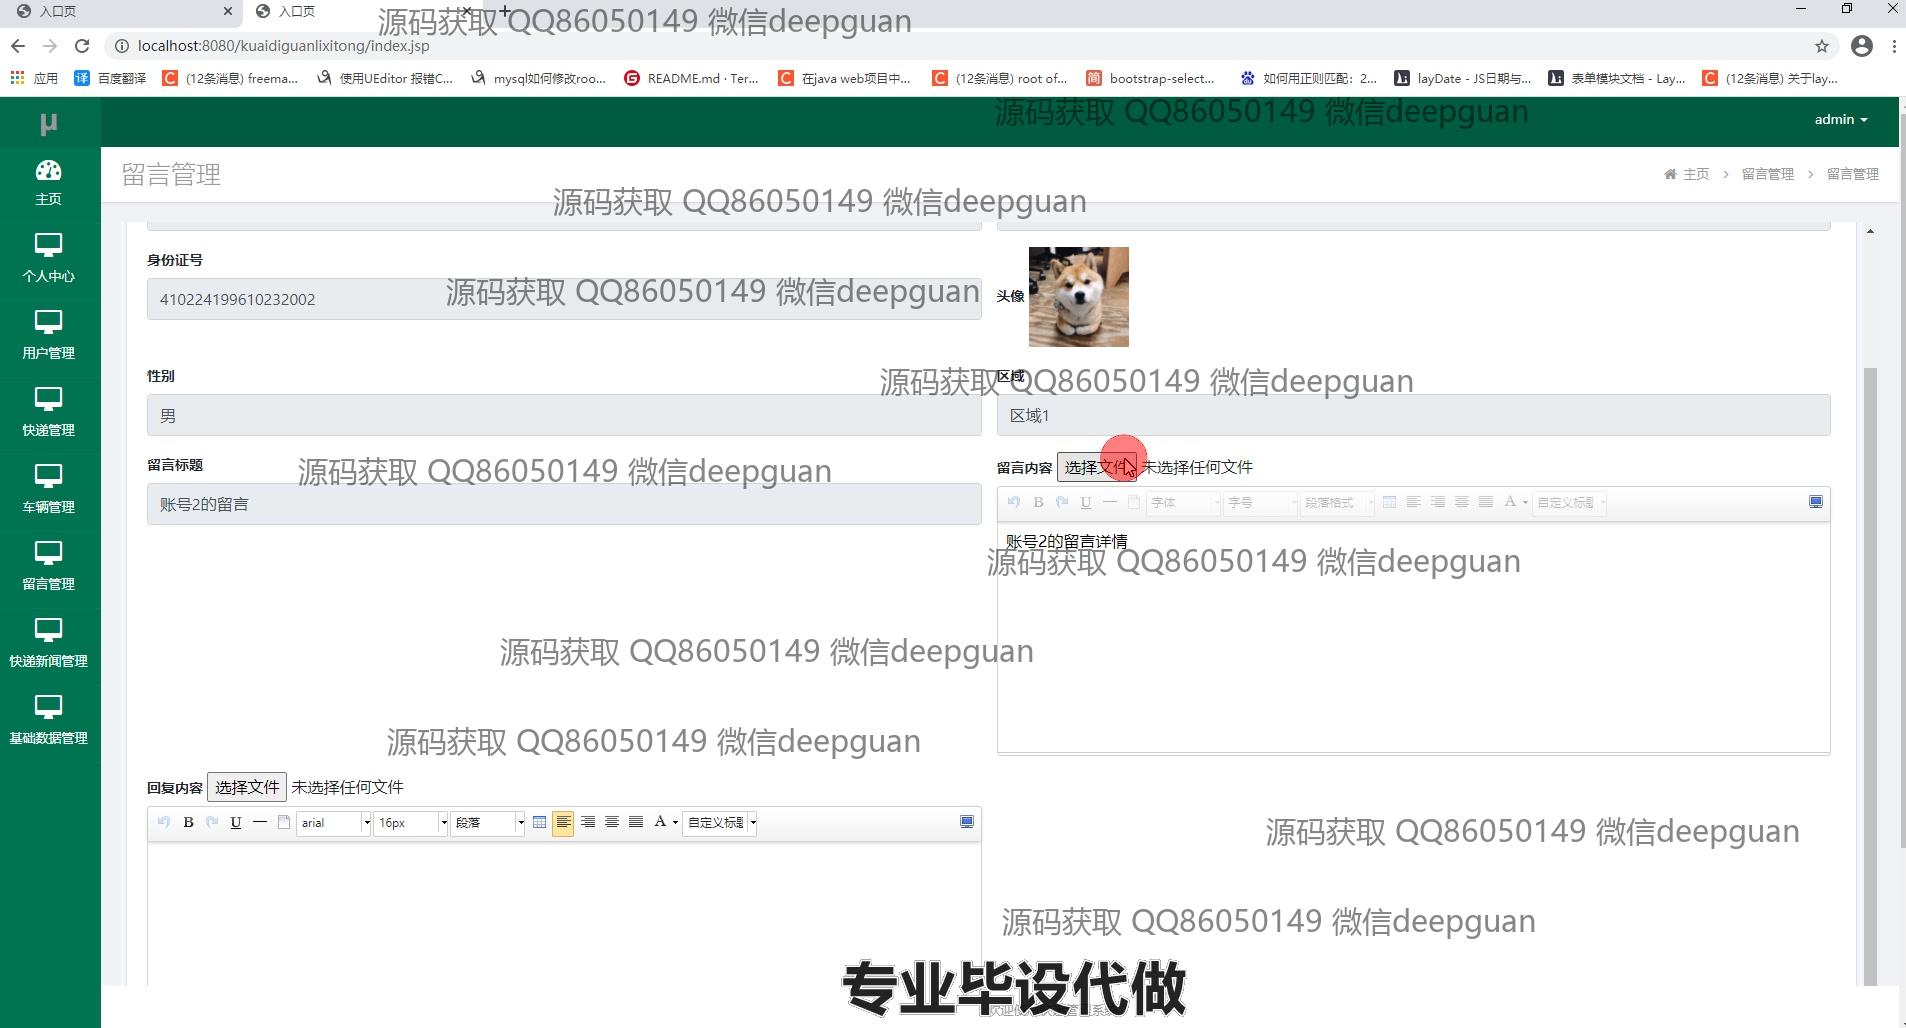 入口页
入口页
源码获取 QQ86050149 微信deepguan
localhost:8080/kuaidiguanlixitong/index.jsp
应用
百度翻译
(12条消息) freema...
使用UEditor 报错C...
mysql如何修改roo...
README.md · Ter...
在java web项目中...
(12条消息) root of...
bootstrap-select...
如何用正则匹配：2...
layDate - JS日期与...
表单模块文档 - Lay...
(12条消息) 关于lay...
μ
源码获取 QQ86050149 微信deepguan
admin
主页
留言管理
主页
留言管理
留言管理
源码获取 QQ86050149 微信deepguan
个人中心
身份证号
410224199610232002
源码获取 QQ86050149 微信deepguan
头像
用户管理
性别
男
区域
源码获取 QQ86050149 微信deepguan
区域1
快递管理
留言标题
源码获取 QQ86050149 微信deepguan
账号2的留言
留言内容 选择文件 未选择任何文件
B U 字体 字号 段落格式 A 自定义标题
账号2的留言详情
源码获取 QQ86050149 微信deepguan
车辆管理
留言管理
快递新闻管理
源码获取 QQ86050149 微信deepguan
基础数据管理
源码获取 QQ86050149 微信deepguan
回复内容 选择文件 未选择任何文件
B U arial 16px 段落 A 自定义标题
源码获取 QQ86050149 微信deepguan
源码获取 QQ86050149 微信deepguan
专业毕设代做